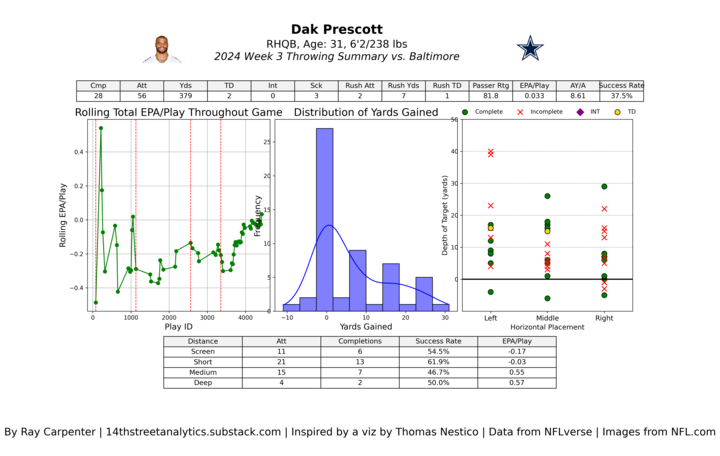 Dak Prescott
RHQB, Age: 31, 6'2/238 lbs
2024 Week 3 Throwing Summary vs. Baltimore
Cmp Att Yds TD Int Sck Rush Att Rush Yds Rush TD Passer Rtg EPA/Play AY/A Success Rate
28 56 379 2 0 3 2 7 1 81.8 0.033 8.61 37.5%
Rolling Total EPA/Play Throughout Game
Rolling EPA/Play
0.4
0.2
0.0
−0.2
−0.4
0 1000 2000 3000 4000
Play ID
Distribution of Yards Gained
Frequency
25
20
15
10
5
0
−10 0 10 20 30
Yards Gained
Complete Incomplete INT TD
Depth of Target (yards)
50
40
30
20
10
0
Left Middle Right
Horizontal Placement
Distance Att Completions Success Rate EPA/Play
Screen 11 6 54.5% -0.17
Short 21 13 61.9% -0.03
Medium 15 7 46.7% 0.55
Deep 4 2 50.0% 0.57
By Ray Carpenter | 14thstreetanalytics.substack.com | Inspired by a viz by Thomas Nestico | Data from NFLverse | Images from NFL.com